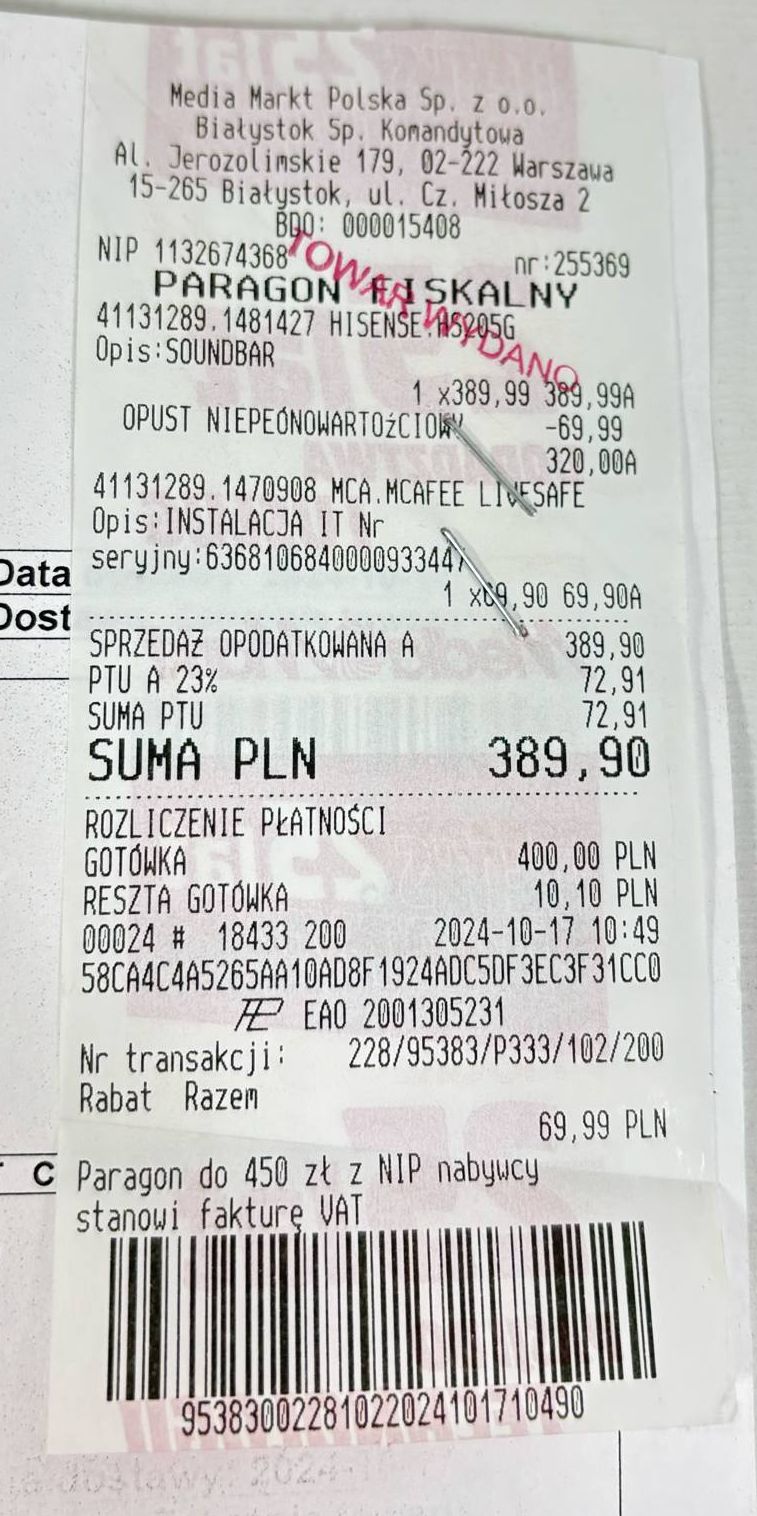 Media Markt Polska Sp. z o.o.
Białystok Sp. Komandytowa
Al. Jerozolimskie 179, 02-222 Warszawa
15-265 Białystok, ul. Cz. Miłosza 2
BDO: 000015408
NIP 1132674368 nr:255369
TOWAR WYDANO
PARAGON FISKALNY
41131289.1481427 HISENSE.HS205G
Opis:SOUNDBAR
1 x389,99 389,99A
OPUST NIEPEÓNOWARTOźCIOWY -69,99
320,00A
41131289.1470908 MCA.MCAFEE LIVESAFE
Opis:INSTALACJA IT Nr
seryjny:6368106840000933447
1 x69,90 69,90A
SPRZEDAŻ OPODATKOWANA A 389,90
PTU A 23% 72,91
SUMA PTU 72,91
SUMA PLN 389,90
ROZLICZENIE PŁATNOŚCI
GOTÓWKA 400,00 PLN
RESZTA GOTÓWKA 10,10 PLN
00024 # 18433 200 2024-10-17 10:49
58CA4C4A5265AA10AD8F1924ADC5DF3EC3F31CC0
EAO 2001305231
Nr transakcji: 228/95383/P333/102/200
Rabat Razem
69,99 PLN
Paragon do 450 zł z NIP nabywcy
stanowi fakturę VAT
95383002281022024101710490
Data
Dost
C